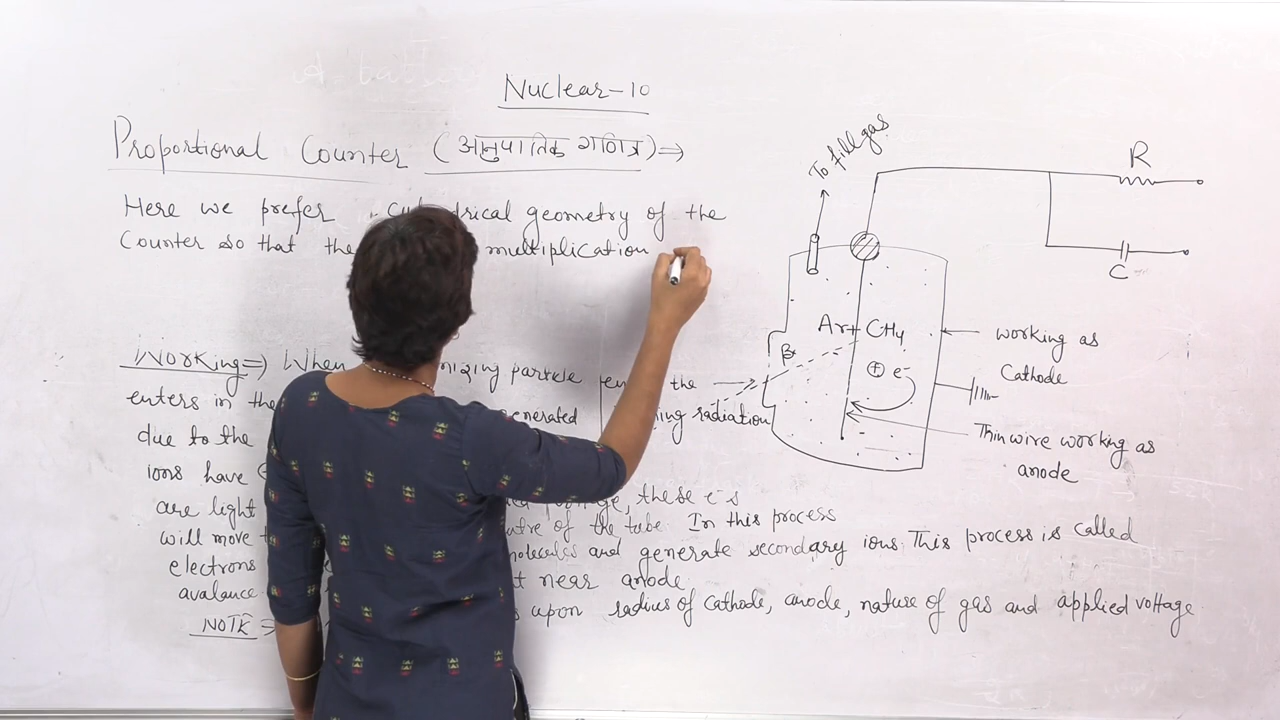 Nuclear-10
Proportional Counter (आनुपातिक गणित्र) ⇒
Here we prefer cylindrical geometry of the
Counter so that the multiplication
Working ⇒ When nizing particle the
enters in the generated ing radiation
due to the
ions have
are light these e-s
will move ntre of the tube. In this process
electrons molecules and generate secondary ions. This process is called
avalance. t near anode.
NOTE ⇒ s upon radius of Cathode, anode, nature of gas and applied voltage
To fill gas
R
C
Ar + CH4
β
+ e-
working as
Cathode
Thin wire working as
anode